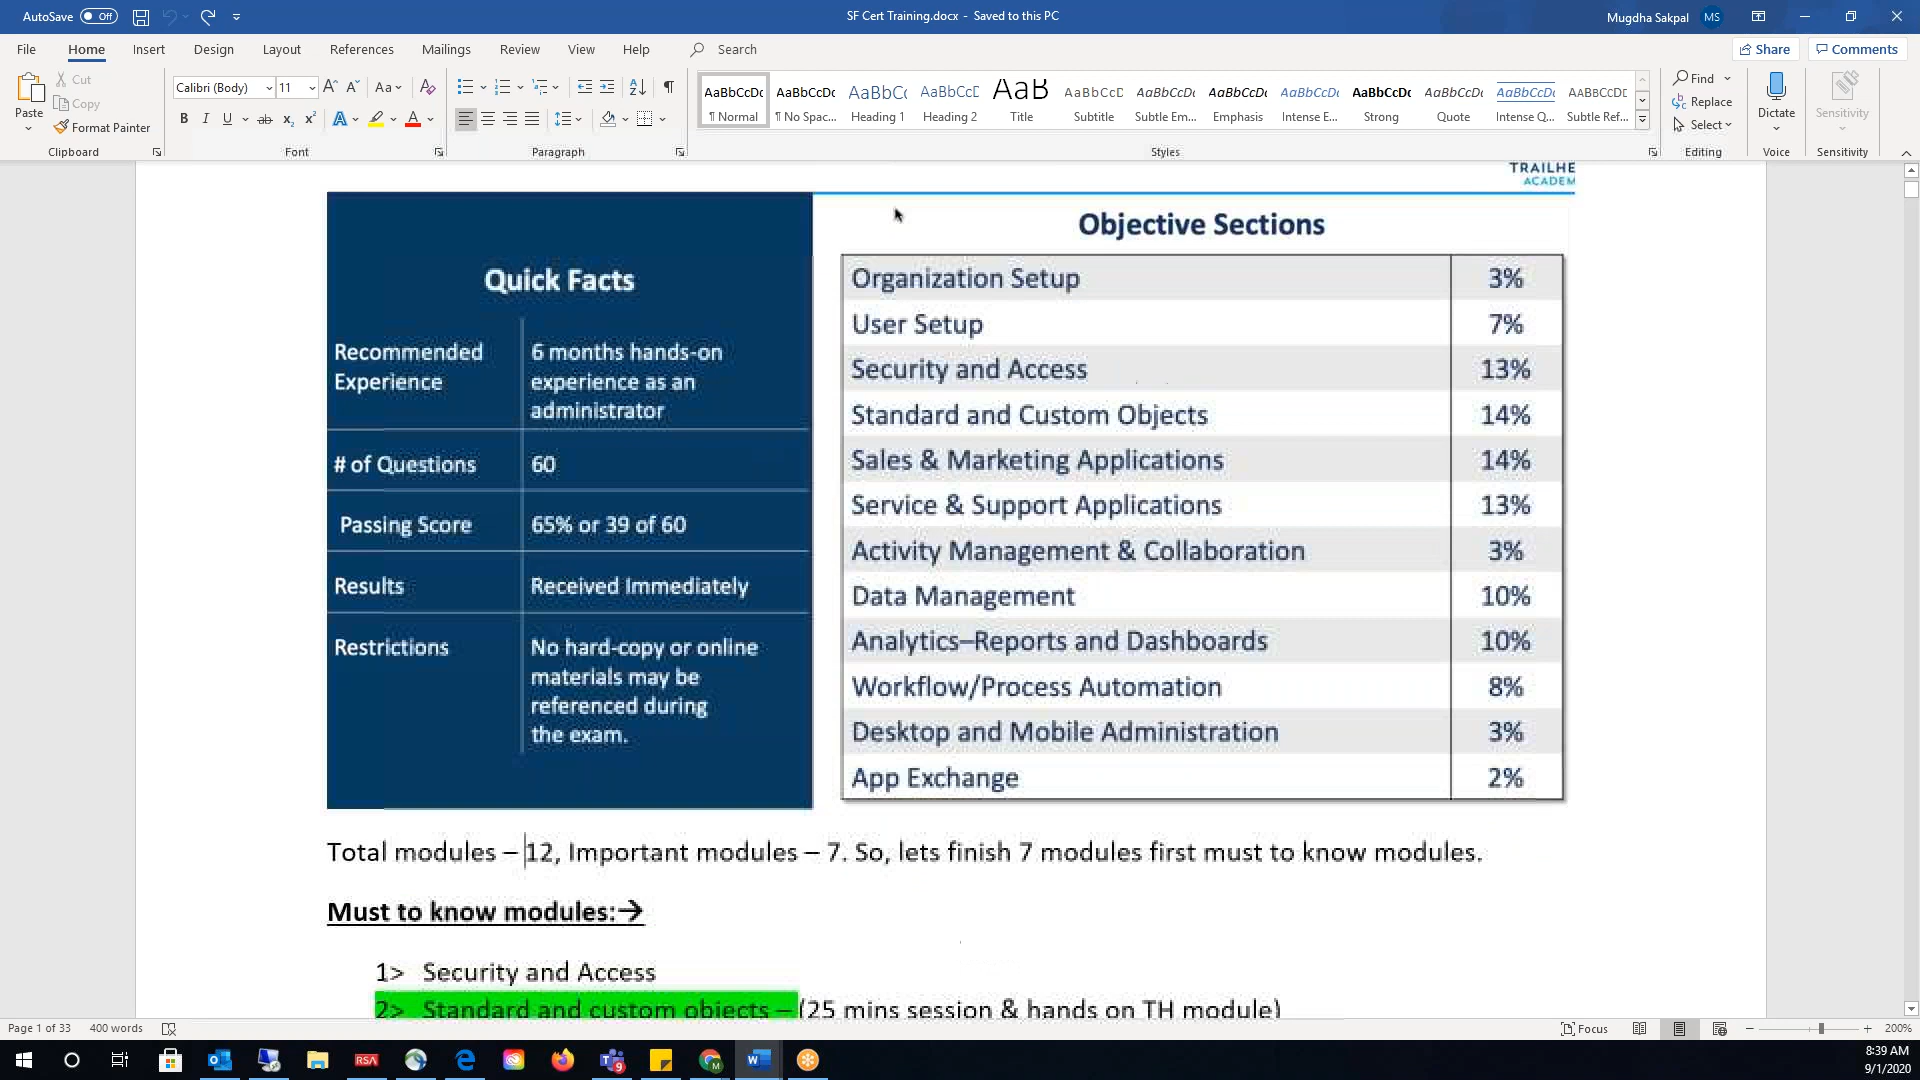 AutoSave Off SF Cert Training.docx - Saved to this PC Mugdha Sakpal MS
File Home Insert Design Layout References Mailings Review View Help Search Share Comments
Paste Cut Copy Format Painter
Calibri (Body) 11
AaBbCcDc AaBbCcDc AaBbCc AaBbCcD AaB AaBbCcD AaBbCcDc AaBbCcDc AaBbCcDc AaBbCcDc AaBbCcDc AaBbCcDc AABBCCDD
¶ Normal ¶ No Spac... Heading 1 Heading 2 Title Subtitle Subtle Em... Emphasis Intense E... Strong Quote Intense Q... Subtle Ref...
Find Replace Select Dictate Sensitivity
Clipboard Font Paragraph Styles Editing Voice Sensitivity
TRAILHE
ACADEM
Quick Facts
Recommended Experience 6 months hands-on
experience as an
administrator
# of Questions 60
Passing Score 65% or 39 of 60
Results Received Immediately
Restrictions No hard-copy or online
materials may be
referenced during
the exam.
Objective Sections
Organization Setup 3%
User Setup 7%
Security and Access 13%
Standard and Custom Objects 14%
Sales & Marketing Applications 14%
Service & Support Applications 13%
Activity Management & Collaboration 3%
Data Management 10%
Analytics–Reports and Dashboards 10%
Workflow/Process Automation 8%
Desktop and Mobile Administration 3%
App Exchange 2%
Total modules – 12, Important modules – 7. So, lets finish 7 modules first must to know modules.
Must to know modules:→
1> Security and Access
2> Standard and custom objects – (25 mins session & hands on TH module)
Page 1 of 33 400 words Focus 200%
8:39 AM
9/1/2020